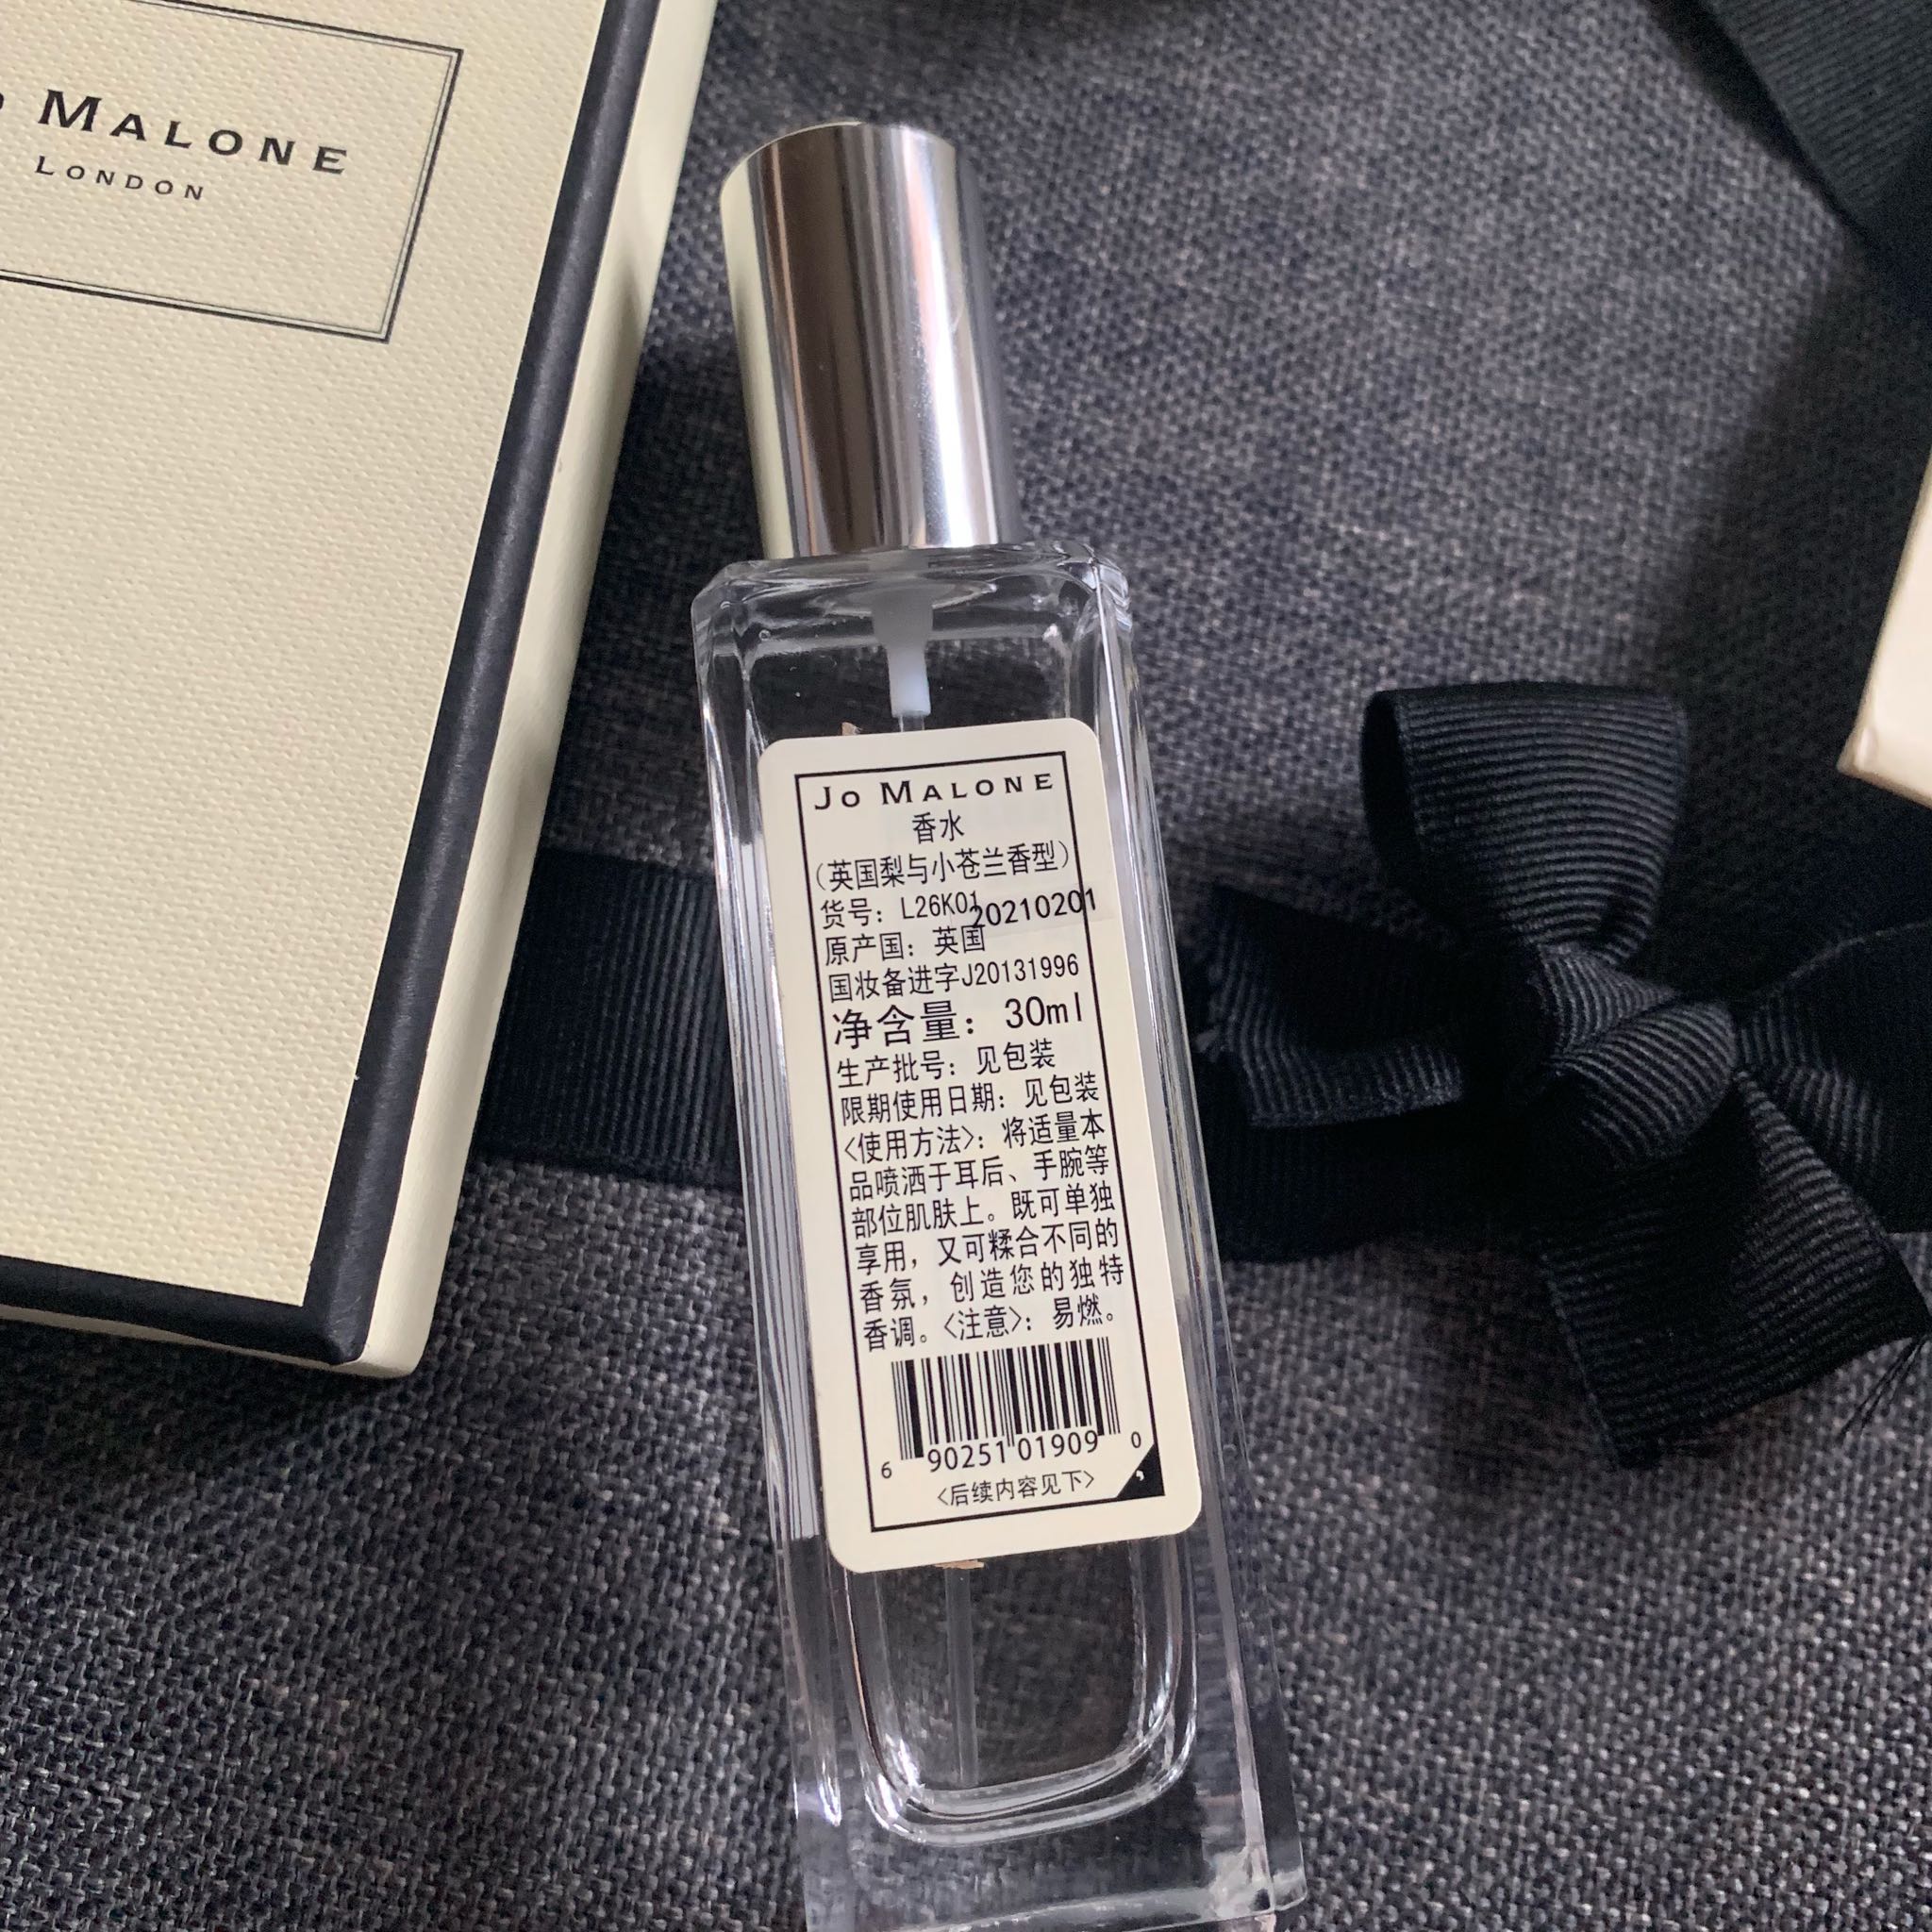 MALONE
LONDON
JO MALONE
香水
（英国梨与小苍兰香型）
货号：L26K01
20210201
原产国：英国
国妆备进字J20131996
净含量：30ml
生产批号：见包装
限期使用日期：见包装
<使用方法>：将适量本
品喷洒于耳后、手腕等
部位肌肤上。既可单独
享用，又可糅合不同的
香氛，创造您的独特
香调。<注意>：易燃。
6 90251 01909 0
<后续内容见下>